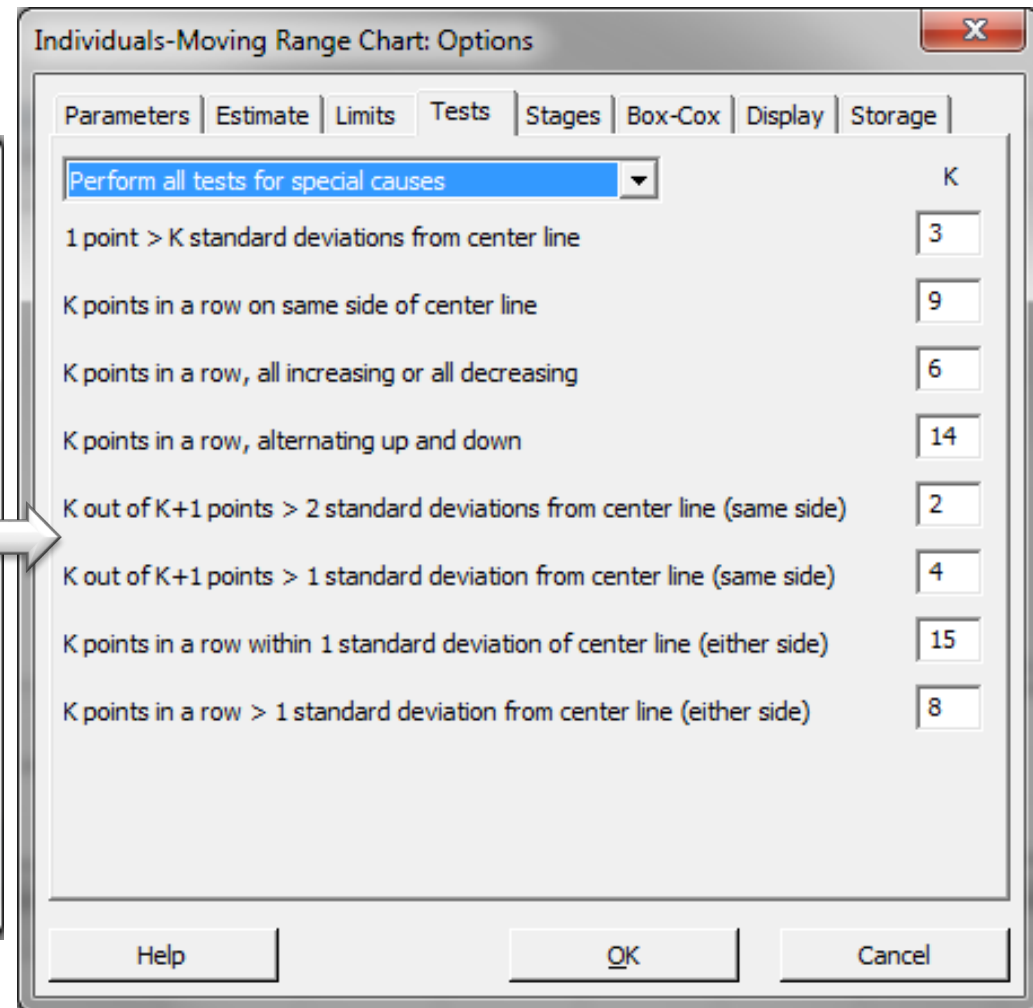 Individuals-Moving Range Chart: Options
Parameters Estimate Limits Tests Stages Box-Cox Display Storage
Perform all tests for special causes K
1 point > K standard deviations from center line 3
K points in a row on same side of center line 9
K points in a row, all increasing or all decreasing 6
K points in a row, alternating up and down 14
K out of K+1 points > 2 standard deviations from center line (same side) 2
K out of K+1 points > 1 standard deviation from center line (same side) 4
K points in a row within 1 standard deviation of center line (either side) 15
K points in a row > 1 standard deviation from center line (either side) 8
Help OK Cancel